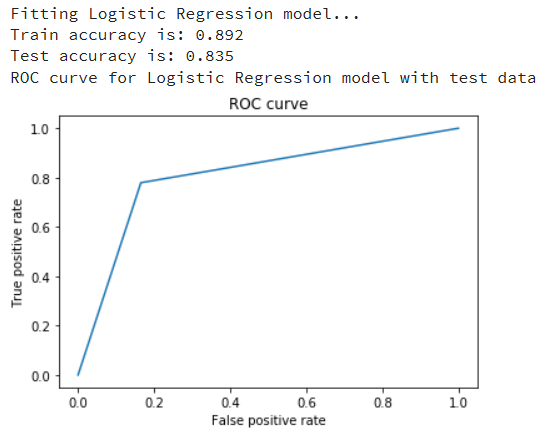 Fitting Logistic Regression model...
Train accuracy is: 0.892
Test accuracy is: 0.835
ROC curve for Logistic Regression model with test data
ROC curve
1.0
0.8
0.6
0.4
0.2
0.0
True positive rate
0.0 0.2 0.4 0.6 0.8 1.0
False positive rate